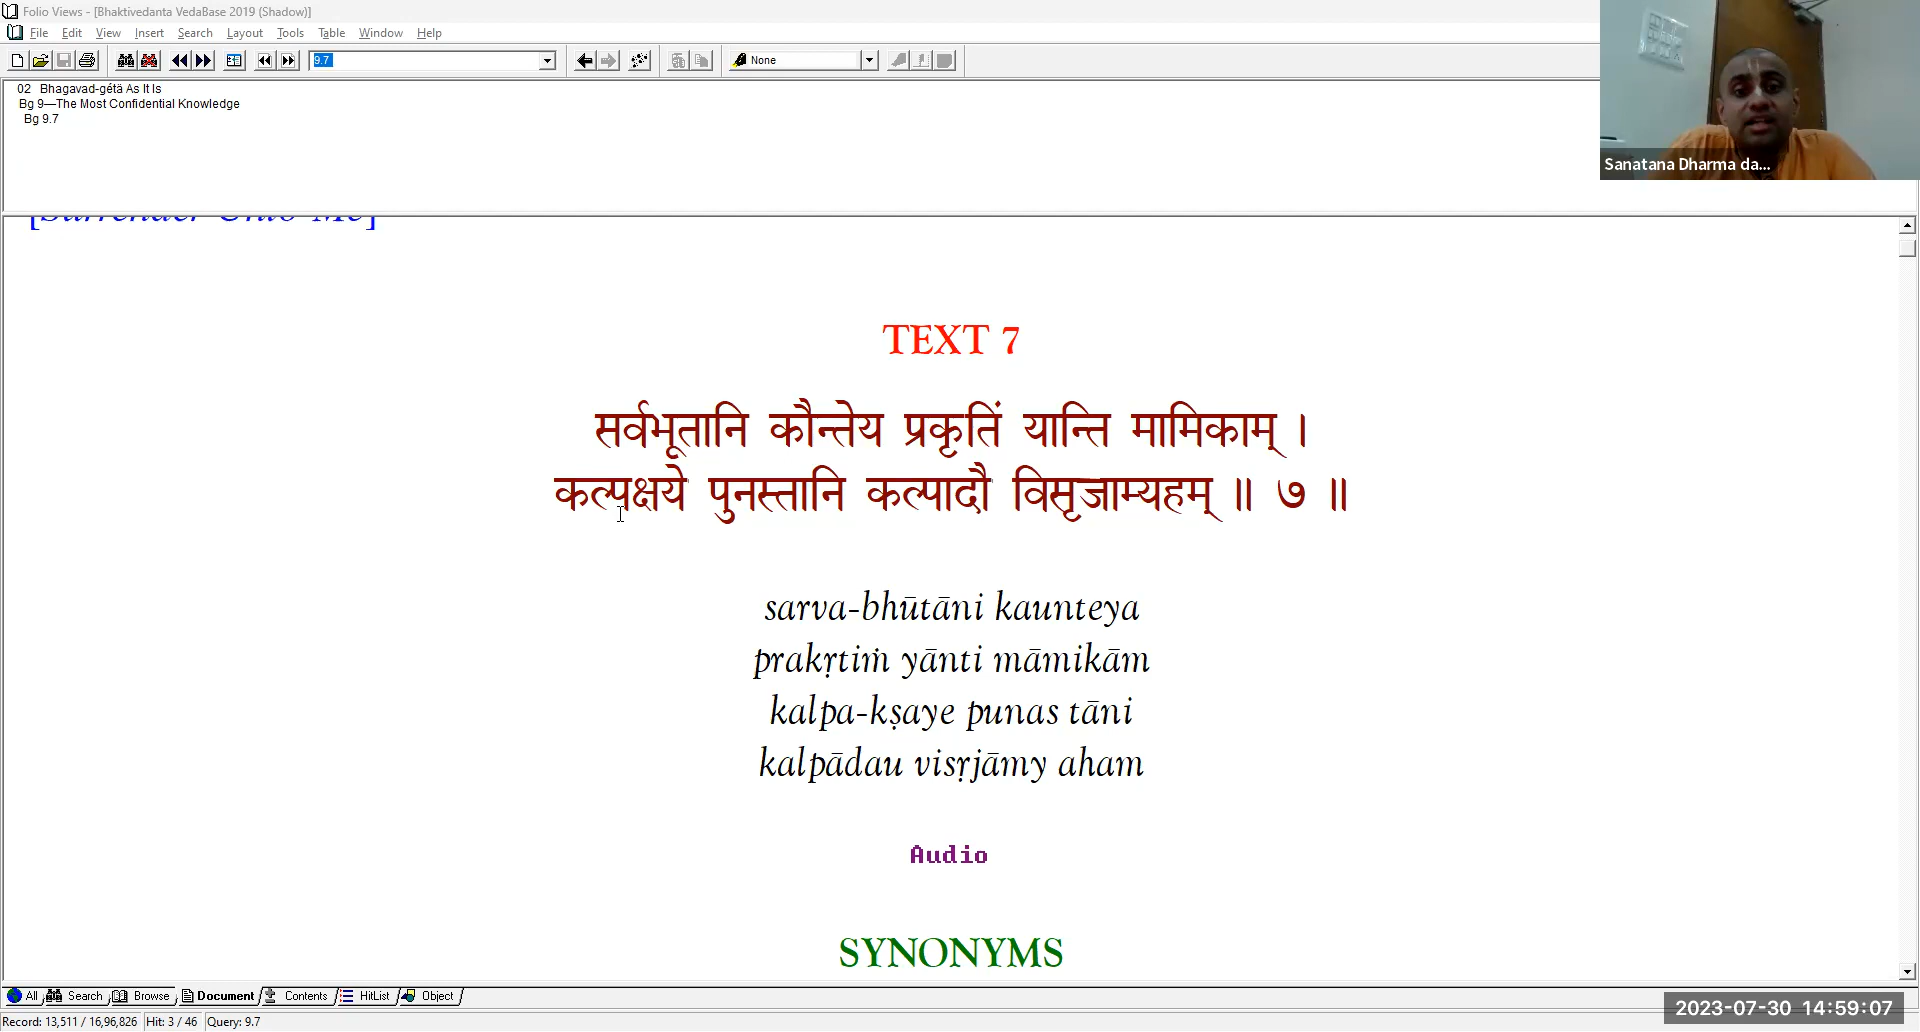 Folio Views - [Bhaktivedanta VedaBase 2019 (Shadow)]
File Edit View Insert Search Layout Tools Table Window Help
9.7 None
02 Bhagavad-gétä As It Is
Bg 9—The Most Confidential Knowledge
Bg 9.7
Sanatana Dharma da...
[Surrender Unto Me]
TEXT 7
सर्वभूतानि कौन्तेय प्रकृतिं यान्ति मामिकाम् ।
कल्पक्षये पुनस्तानि कल्पादौ विसृजाम्यहम् ॥ ७ ॥
sarva-bhūtāni kaunteya
prakṛtiṁ yānti māmikām
kalpa-kṣaye punas tāni
kalpādau visṛjāmy aham
Audio
SYNONYMS
All Search Browse Document Contents HitList Object
2023-07-30 14:59:07
Record: 13,511 / 16,96,826 Hit: 3 / 46 Query: 9.7